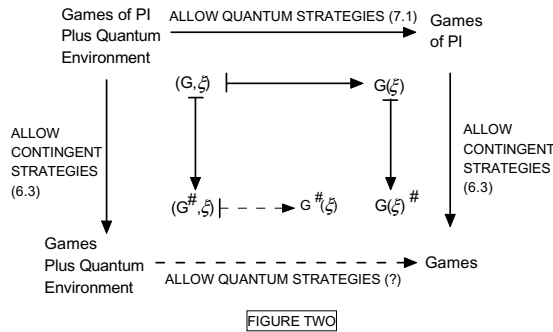 Games of PI
Plus Quantum
Environment
ALLOW QUANTUM STRATEGIES (7.1)
Games
of PI
(G,ξ)
G(ξ)
ALLOW
CONTINGENT
STRATEGIES
(6.3)
ALLOW
CONTINGENT
STRATEGIES
(6.3)
(G#,ξ)
G#(ξ)
G(ξ)#
Games
Plus Quantum
Environment
ALLOW QUANTUM STRATEGIES (?)
Games
FIGURE TWO